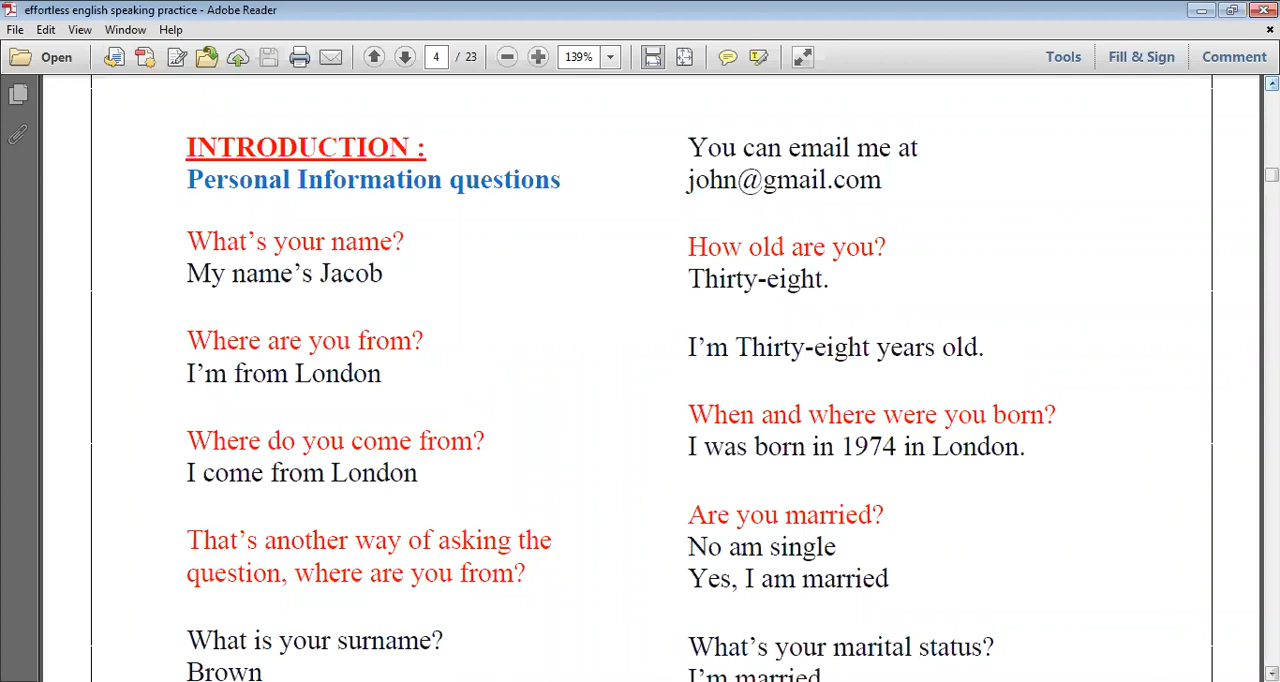 effortless english speaking practice - Adobe Reader
File Edit View Window Help
Open 4 / 23 139% Tools Fill & Sign Comment
INTRODUCTION :
Personal Information questions
What’s your name?
My name’s Jacob
Where are you from?
I’m from London
Where do you come from?
I come from London
That’s another way of asking the
question, where are you from?
What is your surname?
Brown
You can email me at
john@gmail.com
How old are you?
Thirty-eight.
I’m Thirty-eight years old.
When and where were you born?
I was born in 1974 in London.
Are you married?
No am single
Yes, I am married
What’s your marital status?
I’m married